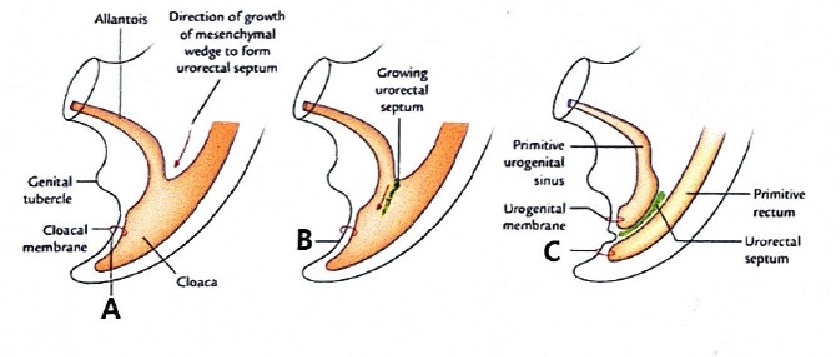 Allantois
Direction of growth
of mesenchymal
wedge to form
urorectal septum
Genital
tubercle
Cloacal
membrane
Cloaca
A
Growing
urorectal
septum
B
Primitive
urogenital
sinus
Urogenital
membrane
C
Primitive
rectum
Urorectal
septum